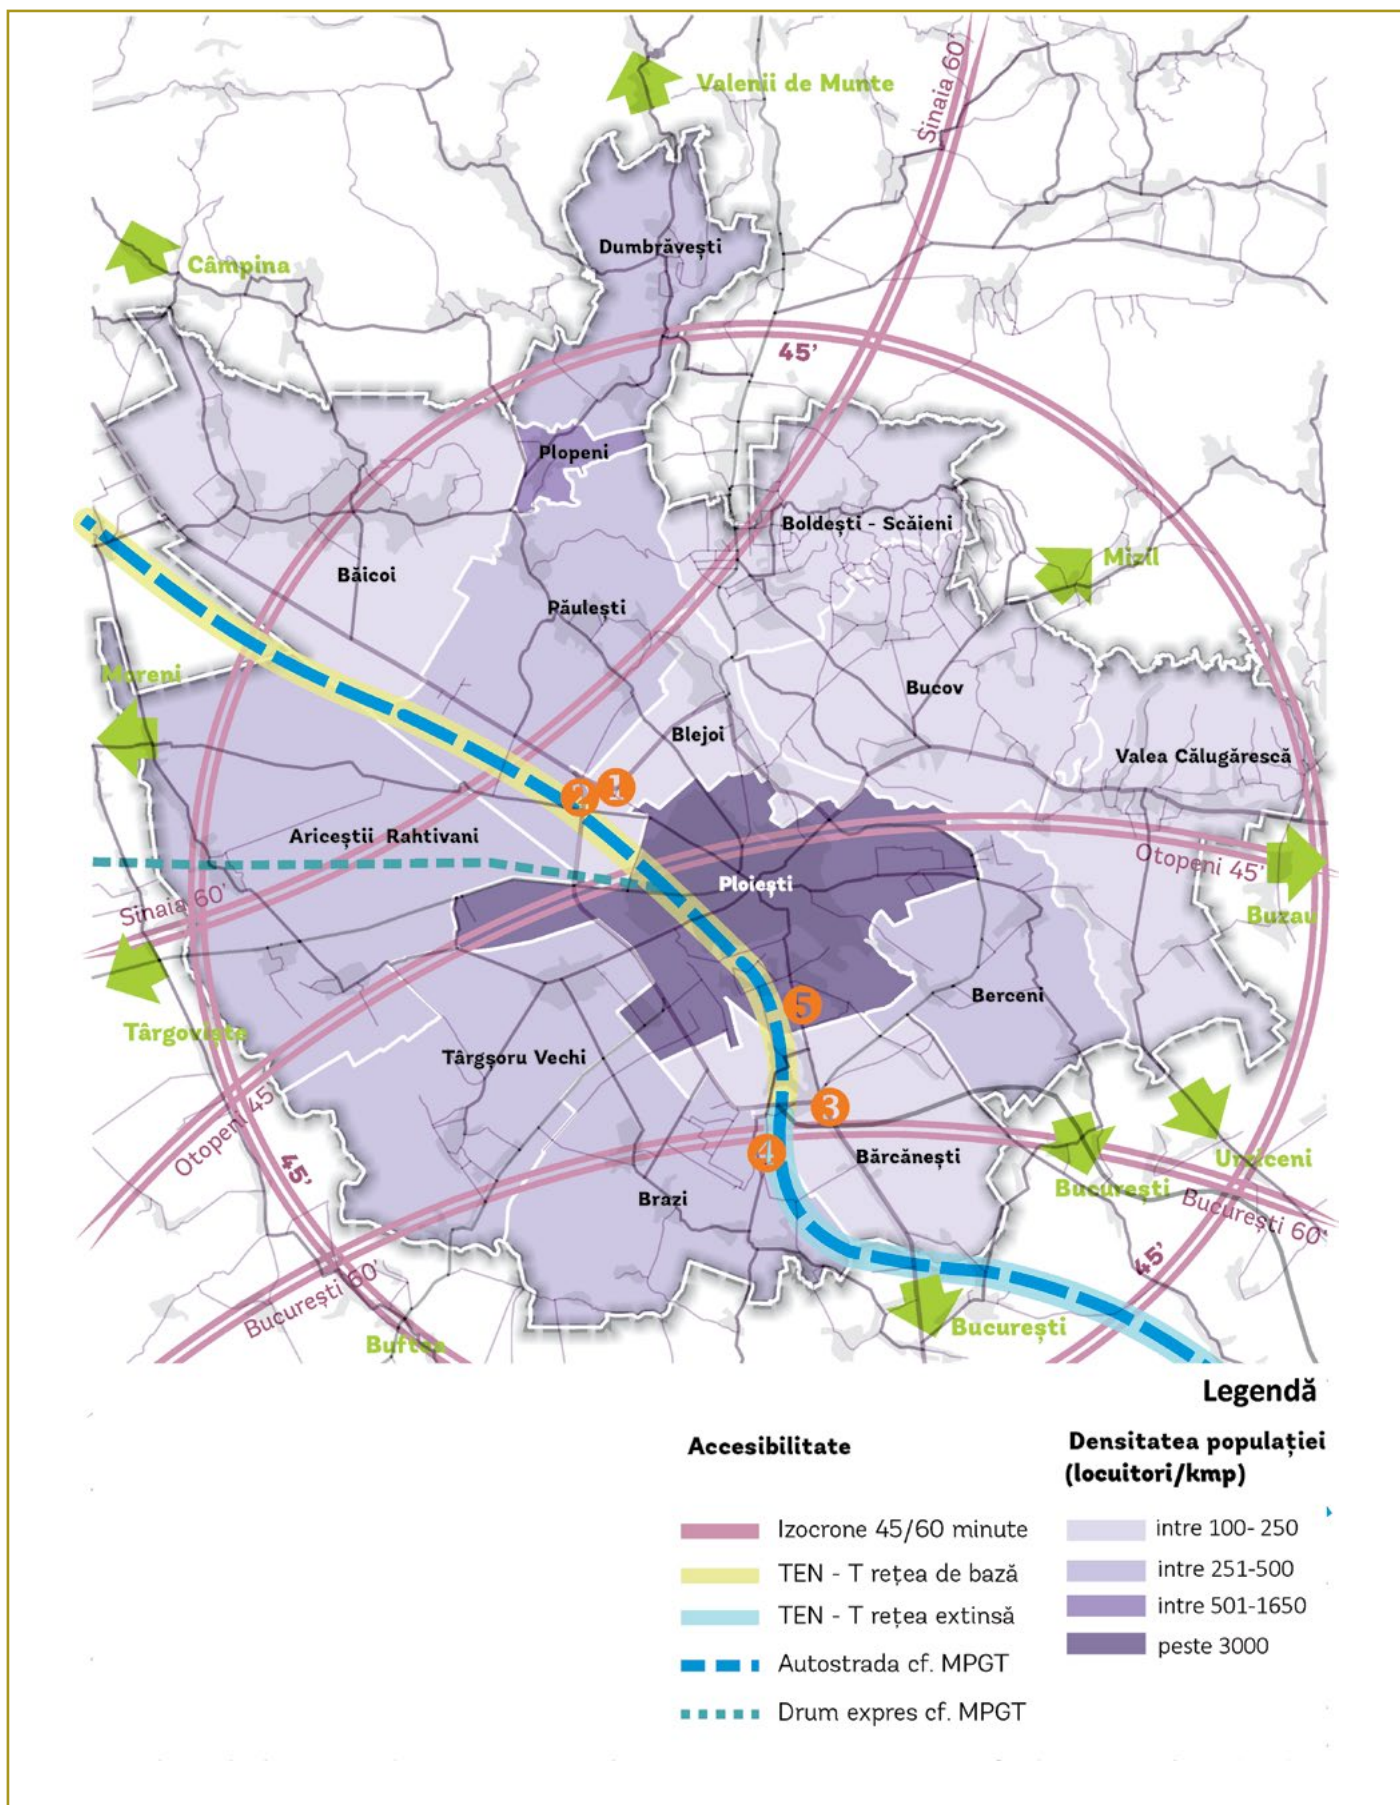 Sinaia 60'
Valenii de Munte
Dumbrăvești
Câmpina
45'
Plopeni
Boldești - Scăieni
Mizil
Băicoi
Păulești
Moreni
Bucov
Blejoi
Valea Călugărească
2
1
Ariceștii Rahtivani
Otopeni 45'
Ploiești
Sinaia 60'
Buzau
Berceni
5
Târgoviște
Târgșoru Vechi
3
Otopeni 45'
45'
4
Bărcănești
Urziceni
București
Brazi
București 60'
45'
București 60'
București
Buftea
Legendă
Accesibilitate
Izocrone 45/60 minute
TEN - T rețea de bază
TEN - T rețea extinsă
Autostrada cf. MPGT
Drum expres cf. MPGT
Densitatea populației
(locuitori/kmp)
intre 100- 250
intre 251-500
intre 501-1650
peste 3000